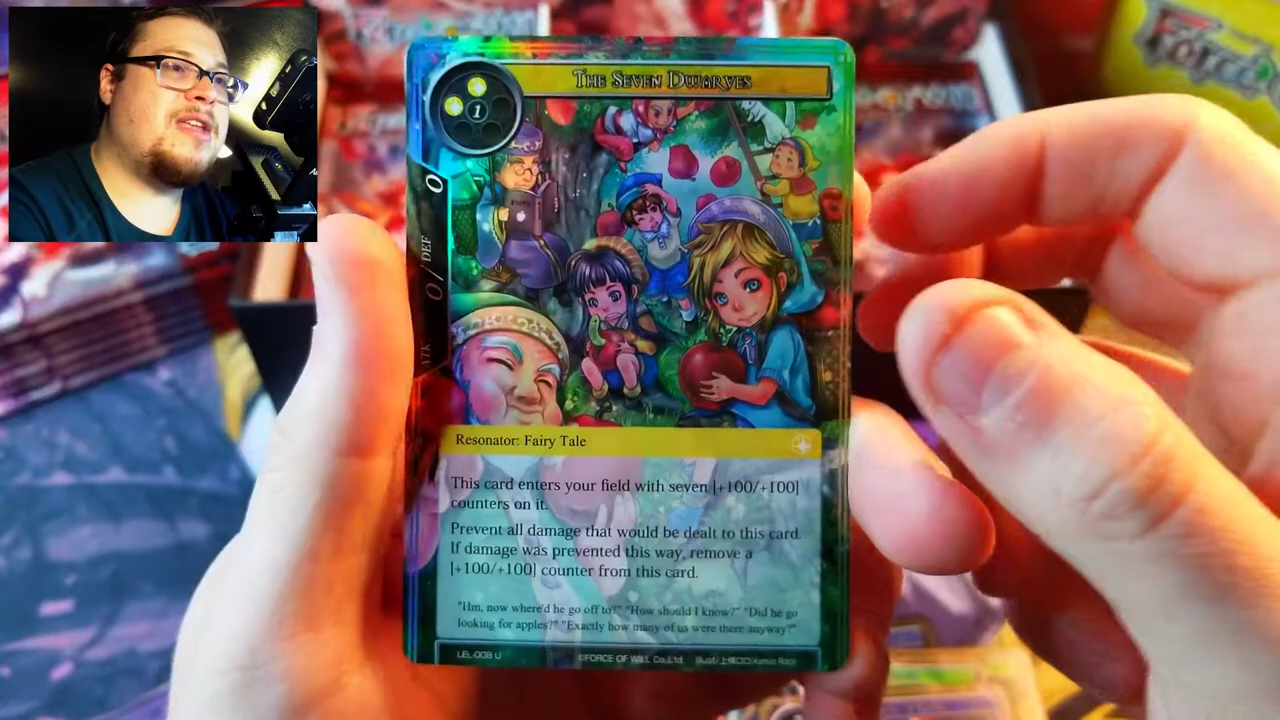 Force
THE SEVEN DWARVES
1
ATK 0 / DEF 0
Resonator: Fairy Tale
This card enters your field with seven [+100/+100]
counters on it.
Prevent all damage that would be dealt to this card.
If damage was prevented this way, remove a
[+100/+100] counter from this card.
"Hm, now where'd he go off to?" "How should I know?" "Did he go
looking for apples?" "Exactly how many of us were there anyway?"
LEL-008 U ©FORCE OF WILL Co.,Ltd. Illust/上